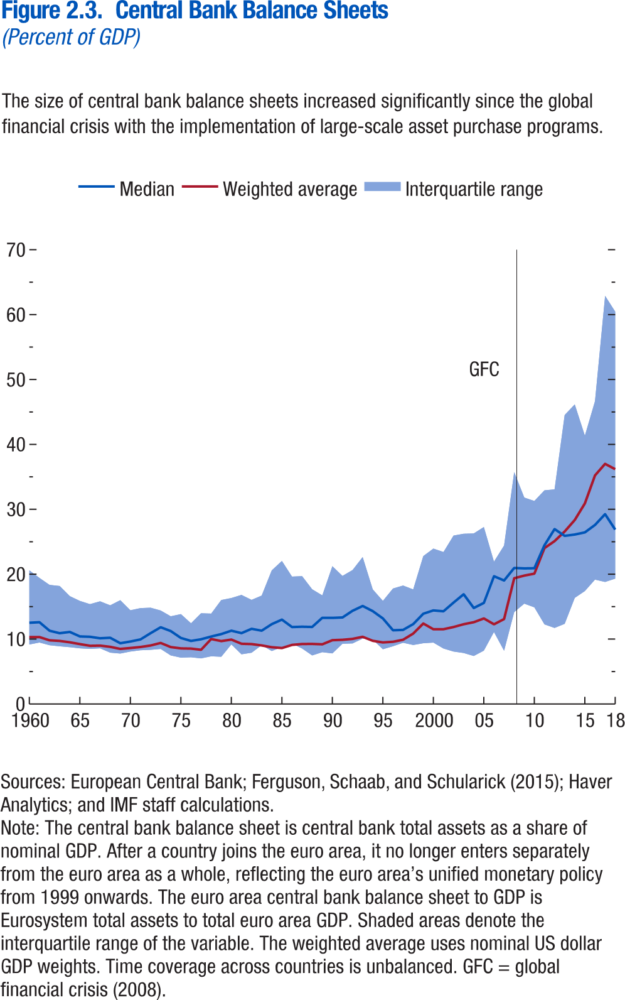 Figure 2.3. Central Bank Balance Sheets
(Percent of GDP)
The size of central bank balance sheets increased significantly since the global
financial crisis with the implementation of large-scale asset purchase programs.
Median Weighted average Interquartile range
70
60
GFC
50
40
30
20
10
0
1960 65 70 75 80 85 90 95 2000 05 10 15 18
Sources: European Central Bank; Ferguson, Schaab, and Schularick (2015); Haver
Analytics; and IMF staff calculations.
Note: The central bank balance sheet is central bank total assets as a share of
nominal GDP. After a country joins the euro area, it no longer enters separately
from the euro area as a whole, reflecting the euro area’s unified monetary policy
from 1999 onwards. The euro area central bank balance sheet to GDP is
Eurosystem total assets to total euro area GDP. Shaded areas denote the
interquartile range of the variable. The weighted average uses nominal US dollar
GDP weights. Time coverage across countries is unbalanced. GFC = global
financial crisis (2008).